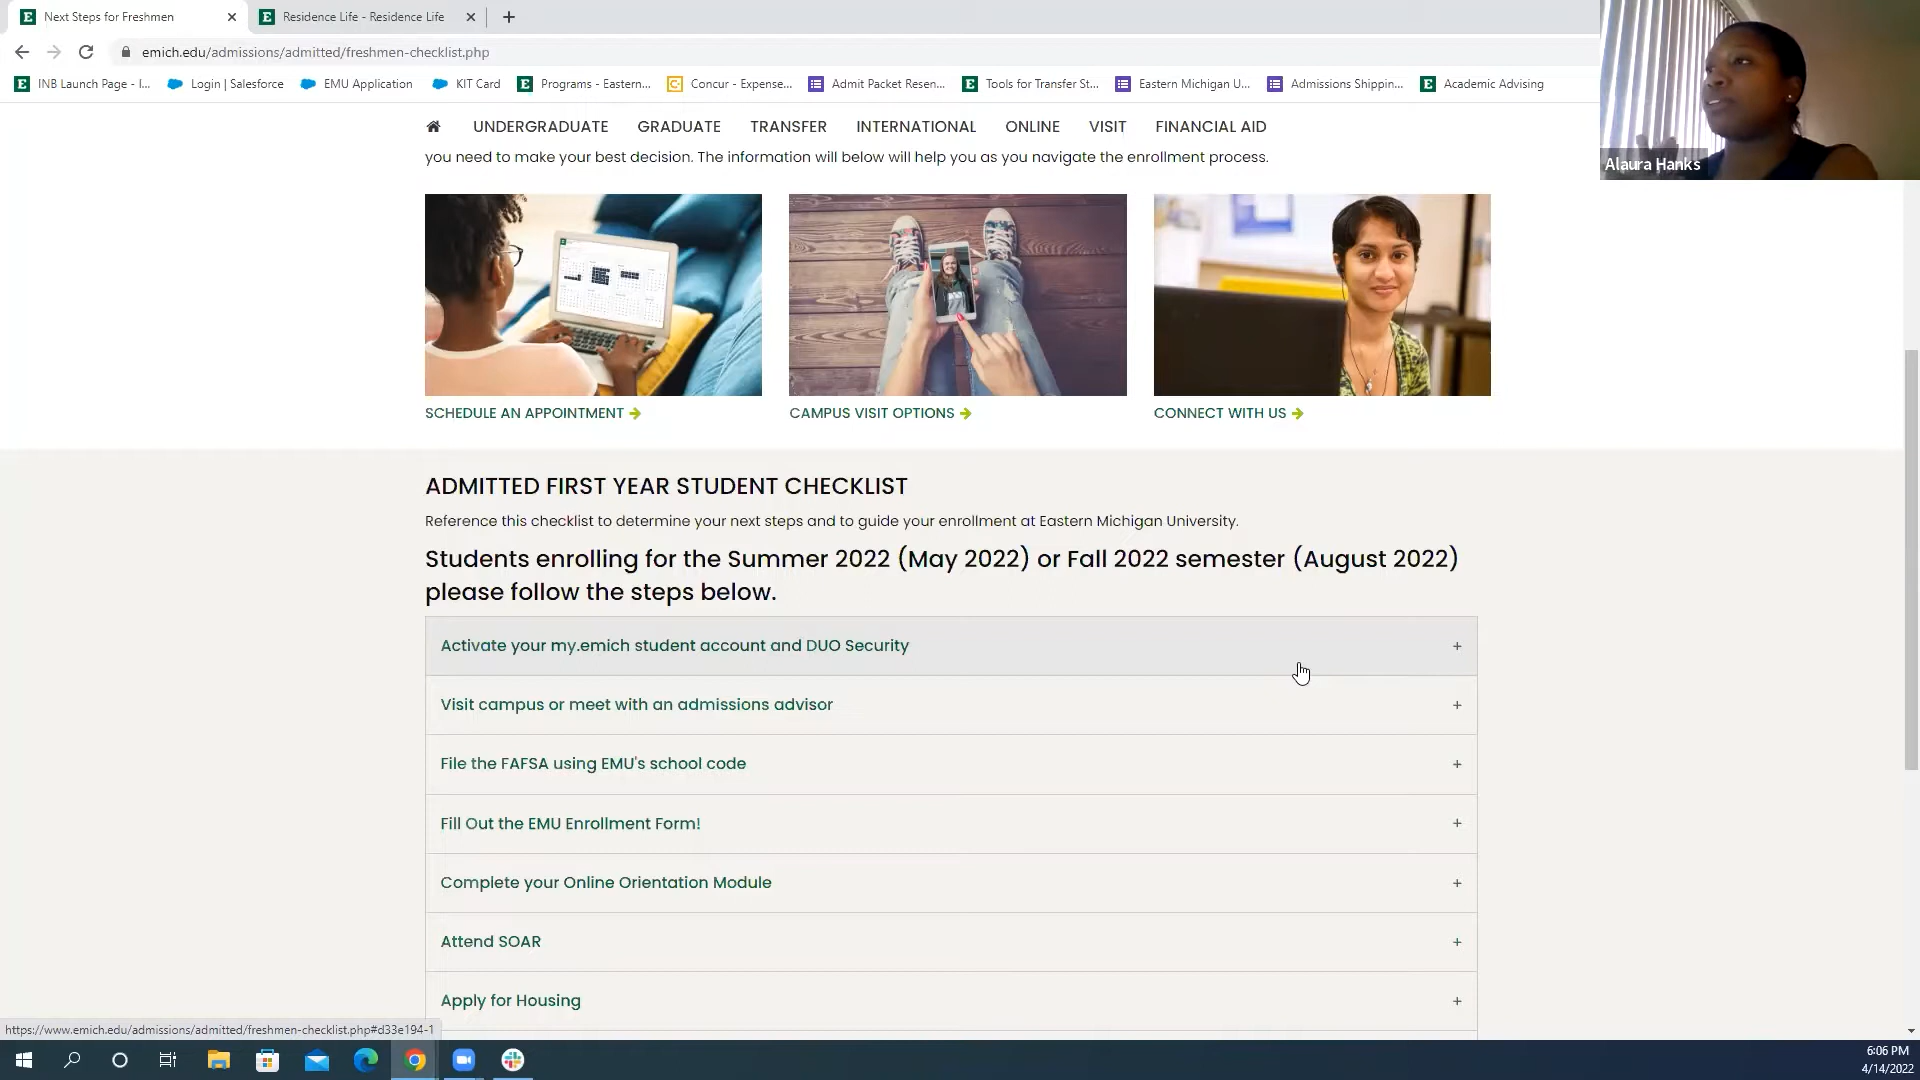 Next Steps for Freshmen
Residence Life - Residence Life
emich.edu/admissions/admitted/freshmen-checklist.php
INB Launch Page - I...
Login | Salesforce
EMU Application
KIT Card
Programs - Eastern...
Concur - Expense...
Admit Packet Resen...
Tools for Transfer St...
Eastern Michigan U...
Admissions Shippin...
Academic Advising
Alaura Hanks
UNDERGRADUATE GRADUATE TRANSFER INTERNATIONAL ONLINE VISIT FINANCIAL AID
you need to make your best decision. The information will below will help you as you navigate the enrollment process.
SCHEDULE AN APPOINTMENT
CAMPUS VISIT OPTIONS
CONNECT WITH US
ADMITTED FIRST YEAR STUDENT CHECKLIST
Reference this checklist to determine your next steps and to guide your enrollment at Eastern Michigan University.
Students enrolling for the Summer 2022 (May 2022) or Fall 2022 semester (August 2022)
please follow the steps below.
Activate your my.emich student account and DUO Security +
Visit campus or meet with an admissions advisor +
File the FAFSA using EMU's school code +
Fill Out the EMU Enrollment Form! +
Complete your Online Orientation Module +
Attend SOAR +
Apply for Housing +
https://www.emich.edu/admissions/admitted/freshmen-checklist.php#d33e194-1
6:06 PM
4/14/2022